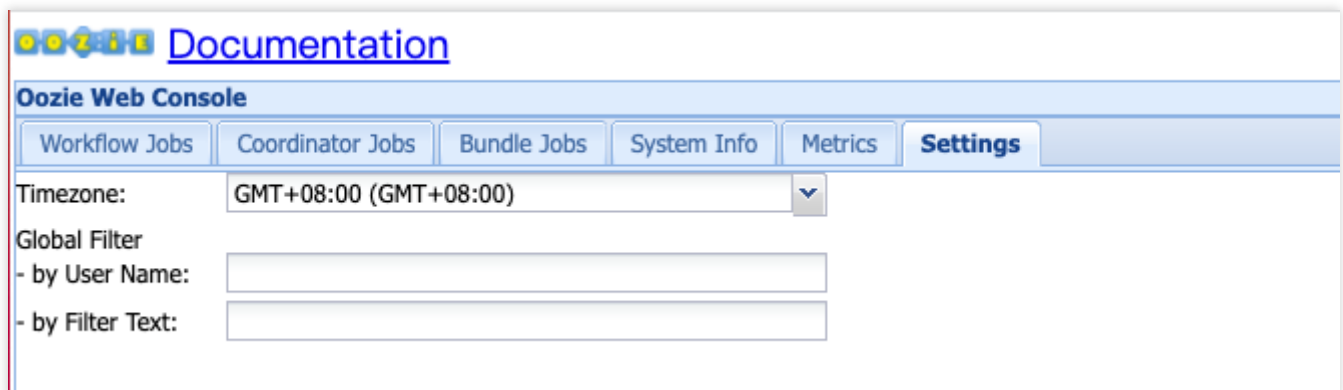 OOZIE Documentation
Oozie Web Console
Workflow Jobs Coordinator Jobs Bundle Jobs System Info Metrics Settings
Timezone: GMT+08:00 (GMT+08:00)
Global Filter
- by User Name:
- by Filter Text: